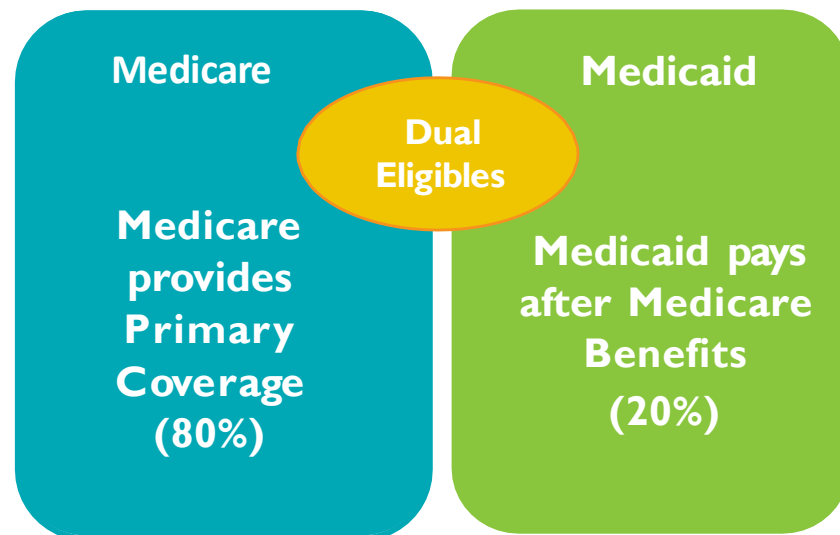 Medicare
Medicaid
Dual
Eligibles
Medicare
provides
Primary
Coverage
(80%)
Medicaid pays
after Medicare
Benefits
(20%)